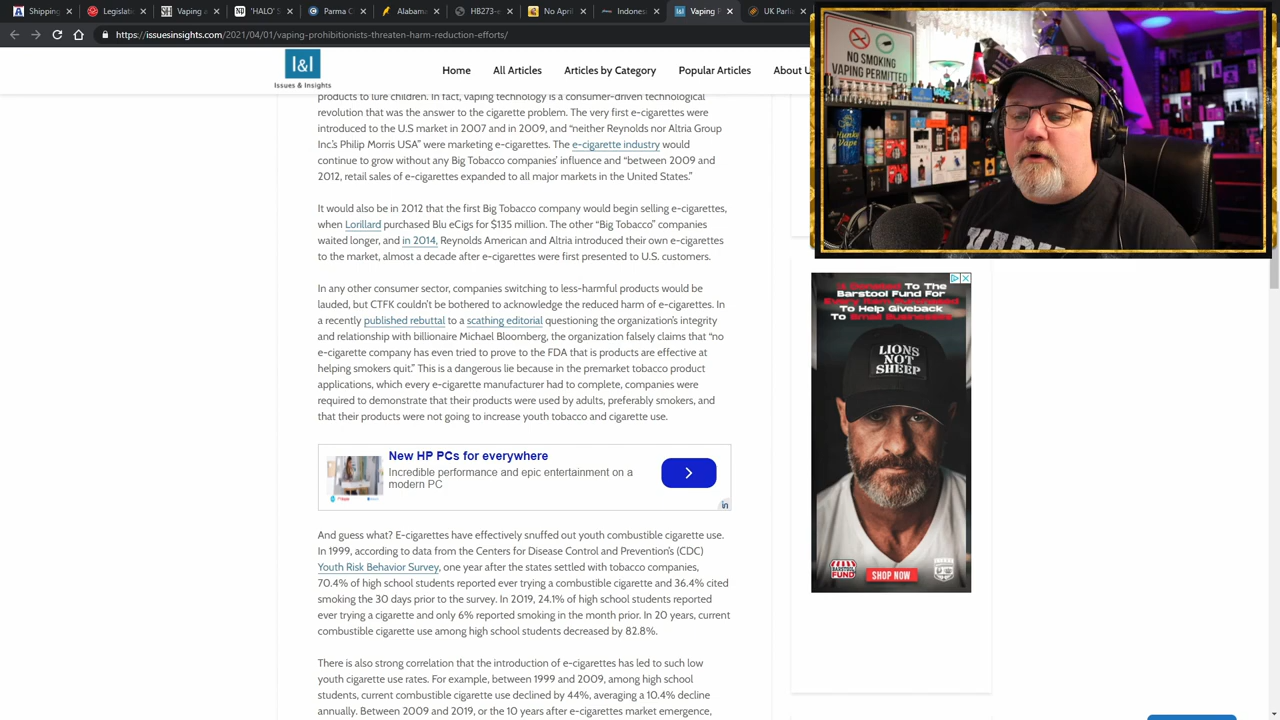 Shipping
Congre
Wyomin
NHADO
Parma
Amaz
Vaping P
UK Parlia
https://issuesinsights.com
01/vaping-prohibitionists-threaten-harm-reduction-efforts/
I&I
Issues & Insights
Home
All Articles
Articles by Category
Popular Articles
About U
products to lure children. In fact, vaping technology is a consumer-driven technological
revolution that was the answer to the cigarette problem. The very first e-cigarettes were
introduced to the U.S market in 2007 and in 2009, and “neither Reynolds nor Altria Group
Inc’s Philip Morris USA” were marketing e-cigarettes. The e-cigarette industry would
continue to grow without any Big Tobacco companies’ influence and “between 2009 and
2012, retail sales of e-cigarettes expanded to all major markets in the United States.”
It would also be in 2012 that the first Big Tobacco company would begin selling e-cigarettes,
when Lorillard purchased Blu eCigs for $135 million. The other “Big Tobacco” companies
waited longer, and in 2014, Reynolds American and Altria introduced their own e-cigarettes
to the market, almost a decade after e-cigarettes were first presented to U.S. customers.
In any other consumer sector, companies switching to less-harmful products would be
lauded, but CTFK couldn’t be bothered to acknowledge the reduced harm of e-cigarettes. In
a recently published rebuttal to a scathing editorial questioning the organization’s integrity
and relationship with billionaire Michael Bloomberg, the organization falsely claims that “no
e-cigarette company has even tried to prove to the FDA that is products are effective at
helping smokers quit.” This is a dangerous lie because in the premarket tobacco product
applications, which every e-cigarette manufacturer had to complete, companies were
required to demonstrate that their products were used by adults, preferably smokers, and
that their products were not going to increase youth tobacco and cigarette use.
New HP PCs for everywhere
Incredible performance and epic entertainment on a
modern PC
in
And guess what? E-cigarettes have effectively snuffed out youth combustible cigarette use.
In 1999, according to data from the Centers for Disease Control and Prevention’s (CDC)
Youth Risk Behavior Survey, one year after the states settled with tobacco companies,
70.4% of high school students reported ever trying a combustible cigarette and 36.4% cited
smoking the 30 days prior to the survey. In 2019, 24.1% of high school students reported
ever trying a cigarette and only 6% reported smoking in the month prior. In 20 years, current
combustible cigarette use among high school students decreased by 82.8%.
There is also strong correlation that the introduction of e-cigarettes has led to such low
youth cigarette use rates. For example, between 1999 and 2009, among high school
students, current combustible cigarette use declined by 44%, averaging a 10.4% decline
annually. Between 2009 and 2019, or the 10 years after e-cigarettes market emergence,
NO SMOKING
VAPING PERMITTED
Hunky
Vape
To The
Barstool Fund For
To Help Giveback
To Small Businesses
LIONS
NOT
SHEEP
BARSTOOL
FUND
SHOP NOW